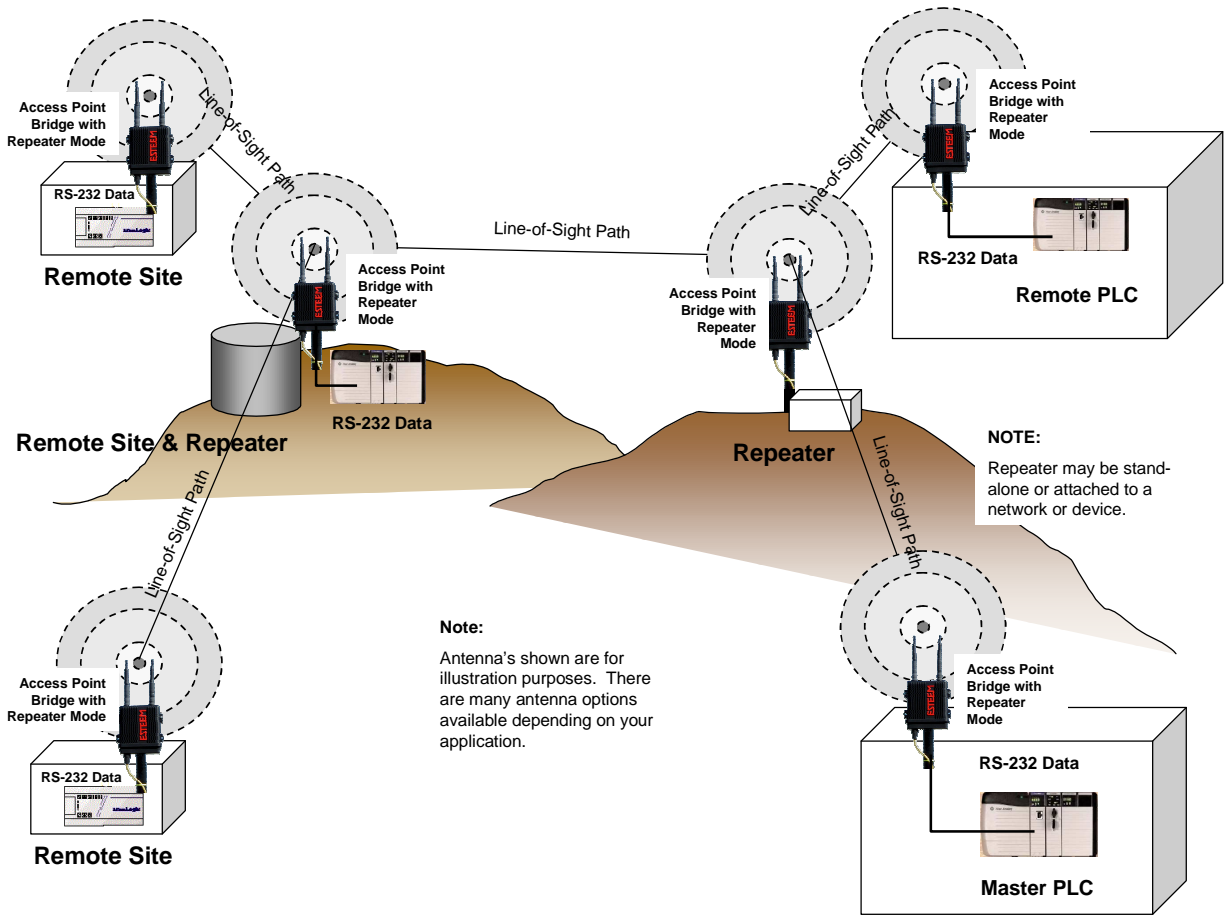 Access Point
Bridge with
Repeater Mode
ESTEEM
RS-232 Data
Remote Site
Line-of-Sight Path
Access Point
Bridge with
Repeater
Mode
ESTEEM
RS-232 Data
Remote Site & Repeater
Line-of-Sight Path
Line-of-Sight Path
Access Point
Bridge with
Repeater
Mode
ESTEEM
Repeater
Line-of-Sight Path
Access Point
Bridge with
Repeater
Mode
ESTEEM
RS-232 Data
Remote PLC
NOTE:
Repeater may be stand-
alone or attached to a
network or device.
Line-of-Sight Path
Access Point
Bridge with
Repeater Mode
ESTEEM
RS-232 Data
Remote Site
Note:
Antenna's shown are for
illustration purposes. There
are many antenna options
available depending on your
application.
Access Point
Bridge with
Repeater
Mode
ESTEEM
RS-232 Data
Master PLC